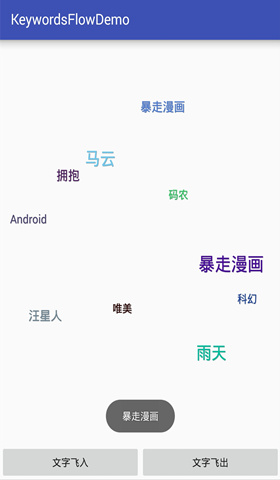 KeywordsFlowDemo
暴走漫画
马云
拥抱
码农
Android
暴走漫画
科幻
唯美
汪星人
雨天
暴走漫画
文字飞入
文字飞出